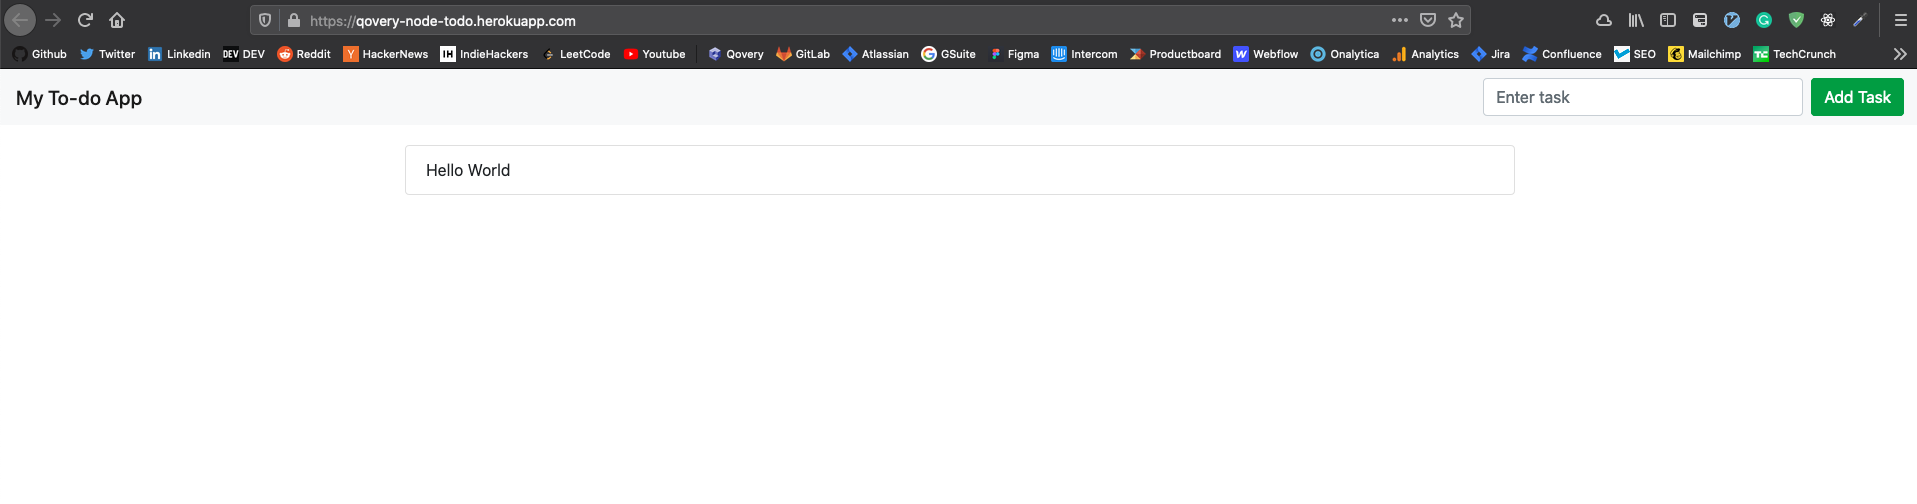 https://qovery-node-todo.herokuapp.com
Github Twitter Linkedin DEV DEV Reddit Y HackerNews IH IndieHackers LeetCode Youtube Qovery GitLab Atlassian GSuite Figma Intercom Productboard W Webflow Onalytica Analytics Jira Confluence SEO Mailchimp TechCrunch
My To-do App Enter task Add Task
Hello World